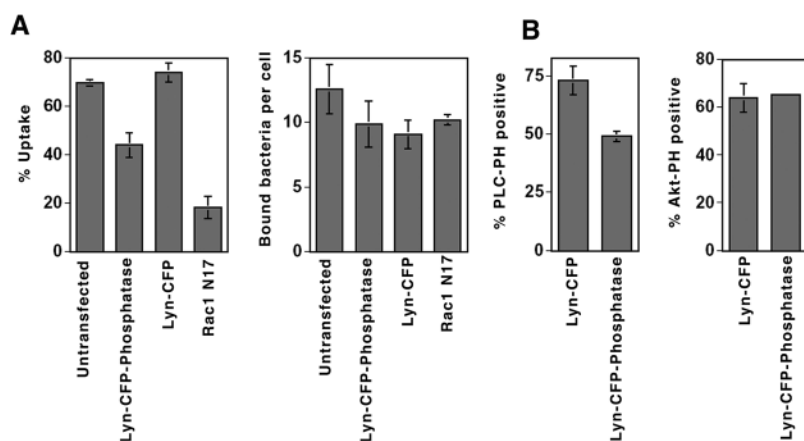 A
% Uptake
80
60
40
20
0
Untransfected
Lyn-CFP-Phosphatase
Lyn-CFP
Rac1 N17
Bound bacteria per cell
15
10
5
0
Untransfected
Lyn-CFP-Phosphatase
Lyn-CFP
Rac1 N17
B
% PLC-PH positive
75
50
25
0
Lyn-CFP
Lyn-CFP-Phosphatase
% Akt-PH positive
80
60
40
20
0
Lyn-CFP
Lyn-CFP-Phosphatase